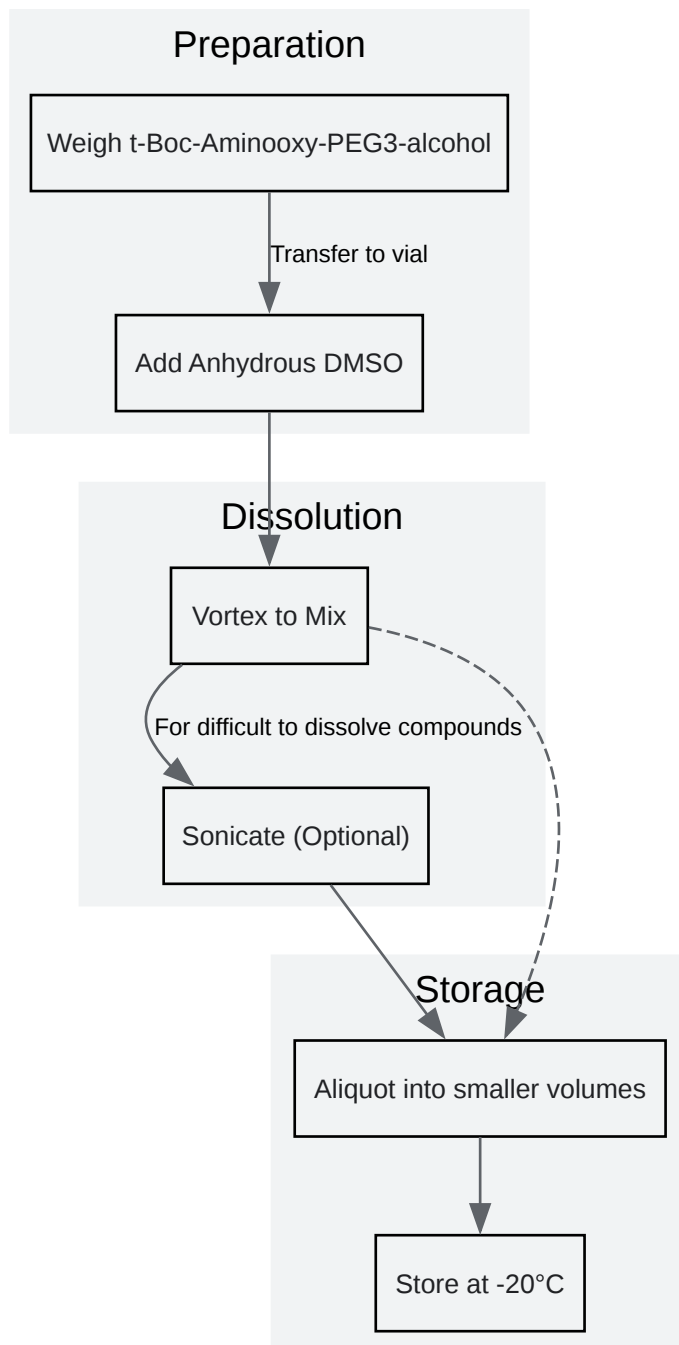 Preparation
Weigh t-Boc-Aminooxy-PEG3-alcohol
Transfer to vial
Add Anhydrous DMSO
Dissolution
Vortex to Mix
For difficult to dissolve compounds
Sonicate (Optional)
Storage
Aliquot into smaller volumes
Store at -20°C